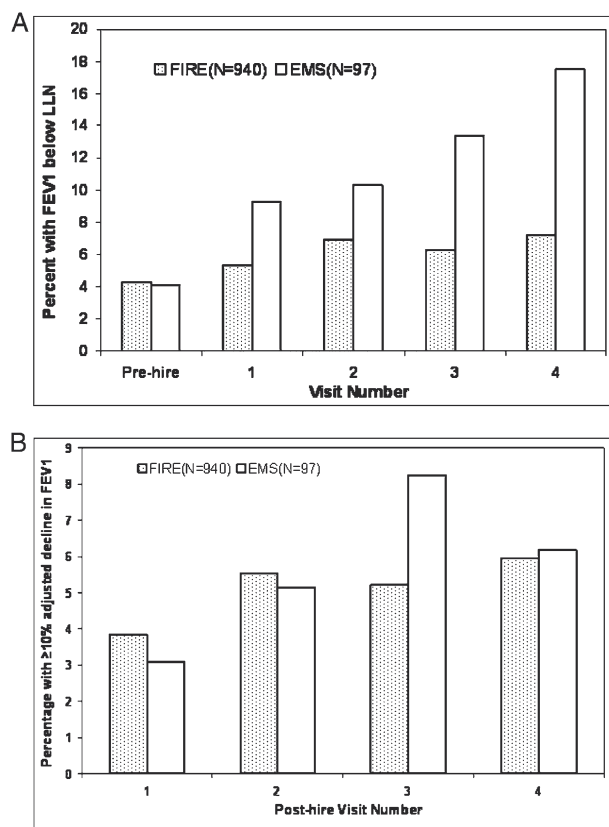 A
20
18
16
14
12
10
8
6
4
2
0
Percent with FEV1 below LLN
FIRE(N=940) EMS(N=97)
Pre-hire 1 2 3 4
Visit Number
B
9
8
7
6
5
4
3
2
1
0
Percentage with ≥10% adjusted decline in FEV1
FIRE(N=940) EMS(N=97)
1 2 3 4
Post-hire Visit Number